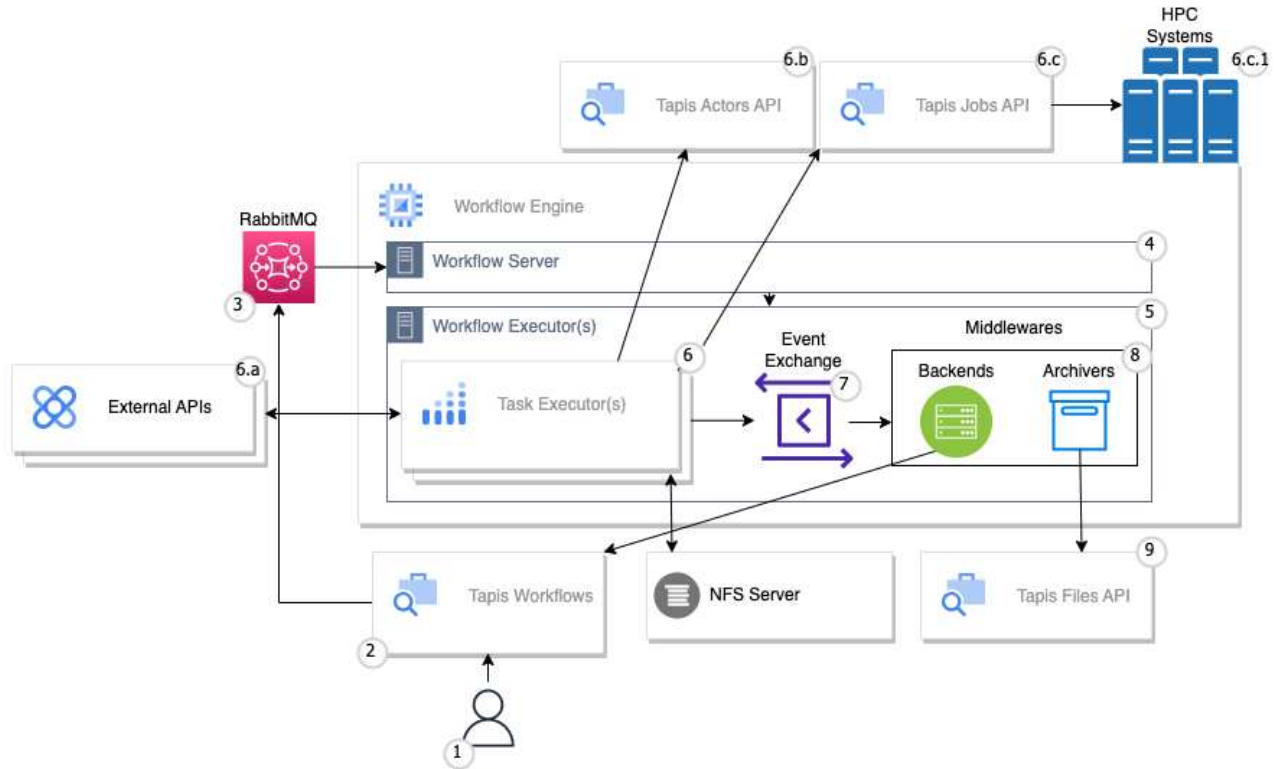 HPC
Systems
6.b
6.c
6.c.1
Tapis Actors API
Tapis Jobs API
Workflow Engine
RabbitMQ
3
Workflow Server
4
Workflow Executor(s)
5
Event
Exchange
7
Middlewares
8
Backends
Archivers
6.a
External APIs
6
Task Executor(s)
Tapis Workflows
2
NFS Server
9
Tapis Files API
1